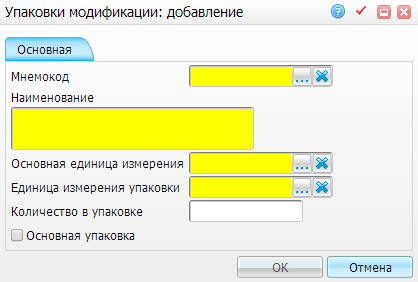 Упаковки модификации: добавление
Основная
Мнемокод ...
Наименование
Основная единица измерения ...
Единица измерения упаковки ...
Количество в упаковке
Основная упаковка
ОК Отмена